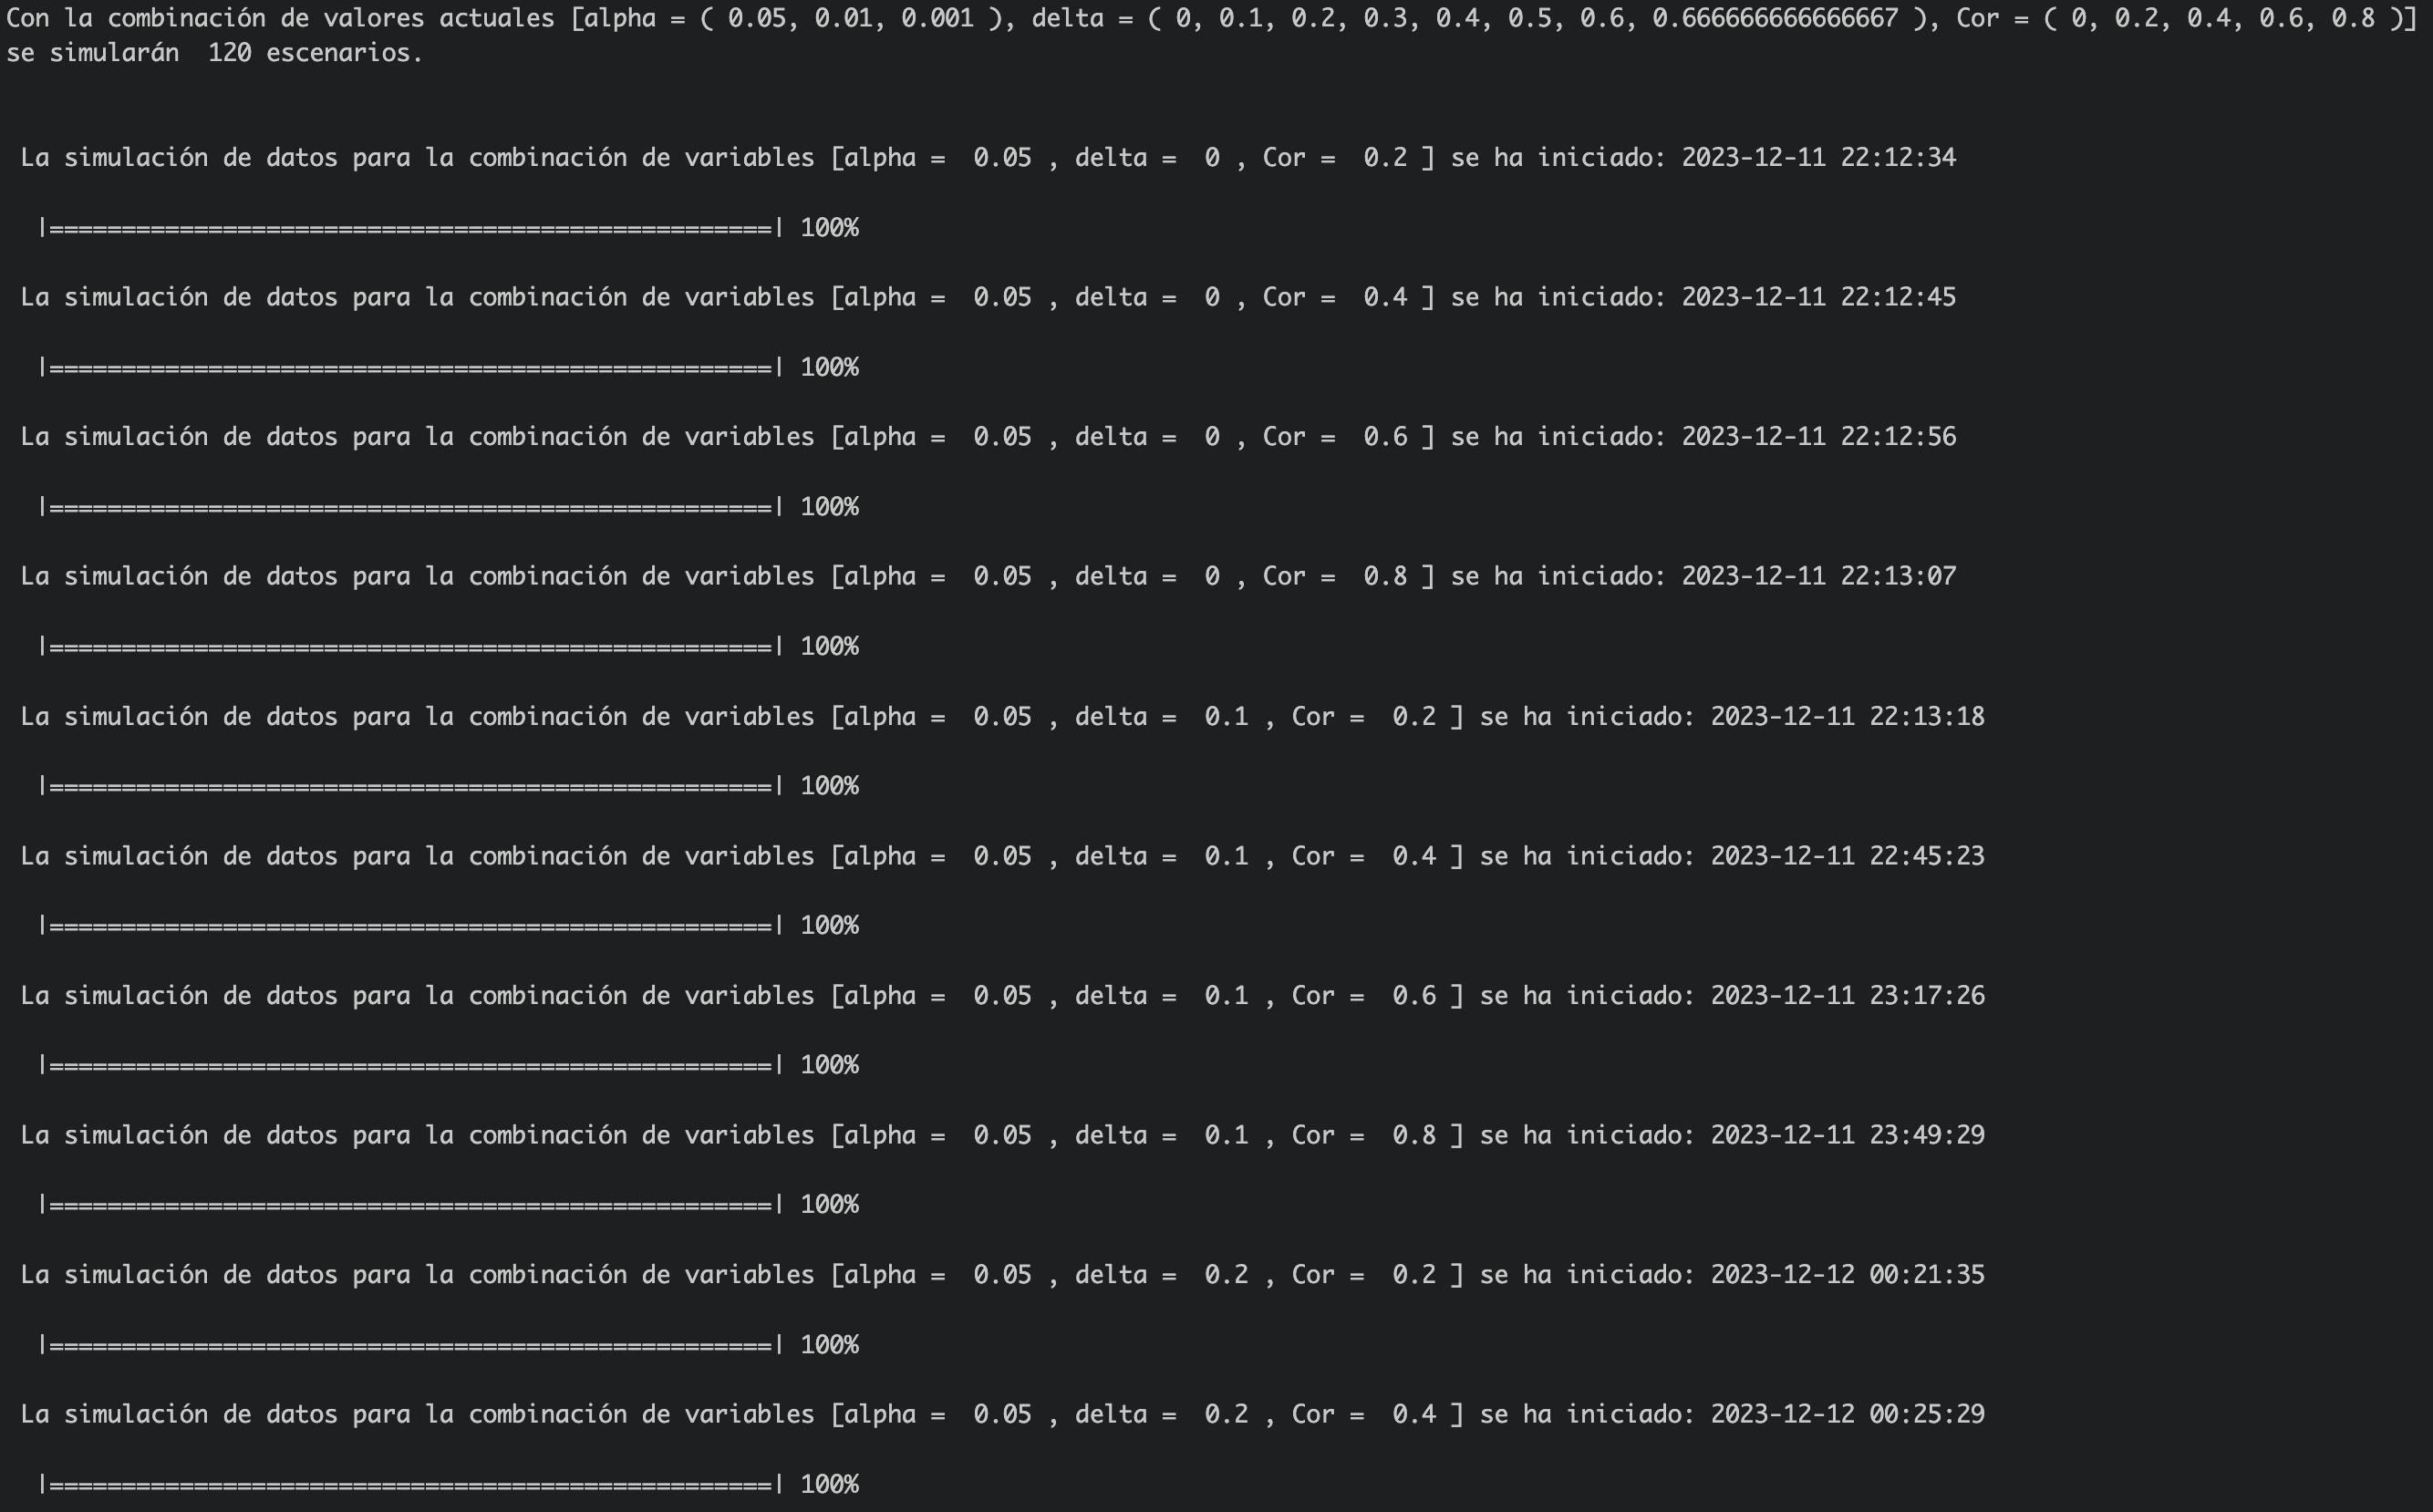 Con la combinación de valores actuales [alpha = ( 0.05, 0.01, 0.001 ), delta = ( 0, 0.1, 0.2, 0.3, 0.4, 0.5, 0.6, 0.666666666666667 ), Cor = ( 0, 0.2, 0.4, 0.6, 0.8 )]
se simularán  120 escenarios.
La simulación de datos para la combinación de variables [alpha =  0.05 , delta =  0 , Cor =  0.2 ] se ha iniciado: 2023-12-11 22:12:34
|==================================================| 100%
La simulación de datos para la combinación de variables [alpha =  0.05 , delta =  0 , Cor =  0.4 ] se ha iniciado: 2023-12-11 22:12:45
|==================================================| 100%
La simulación de datos para la combinación de variables [alpha =  0.05 , delta =  0 , Cor =  0.6 ] se ha iniciado: 2023-12-11 22:12:56
|==================================================| 100%
La simulación de datos para la combinación de variables [alpha =  0.05 , delta =  0 , Cor =  0.8 ] se ha iniciado: 2023-12-11 22:13:07
|==================================================| 100%
La simulación de datos para la combinación de variables [alpha =  0.05 , delta =  0.1 , Cor =  0.2 ] se ha iniciado: 2023-12-11 22:13:18
|==================================================| 100%
La simulación de datos para la combinación de variables [alpha =  0.05 , delta =  0.1 , Cor =  0.4 ] se ha iniciado: 2023-12-11 22:45:23
|==================================================| 100%
La simulación de datos para la combinación de variables [alpha =  0.05 , delta =  0.1 , Cor =  0.6 ] se ha iniciado: 2023-12-11 23:17:26
|==================================================| 100%
La simulación de datos para la combinación de variables [alpha =  0.05 , delta =  0.1 , Cor =  0.8 ] se ha iniciado: 2023-12-11 23:49:29
|==================================================| 100%
La simulación de datos para la combinación de variables [alpha =  0.05 , delta =  0.2 , Cor =  0.2 ] se ha iniciado: 2023-12-12 00:21:35
|==================================================| 100%
La simulación de datos para la combinación de variables [alpha =  0.05 , delta =  0.2 , Cor =  0.4 ] se ha iniciado: 2023-12-12 00:25:29
|==================================================| 100%